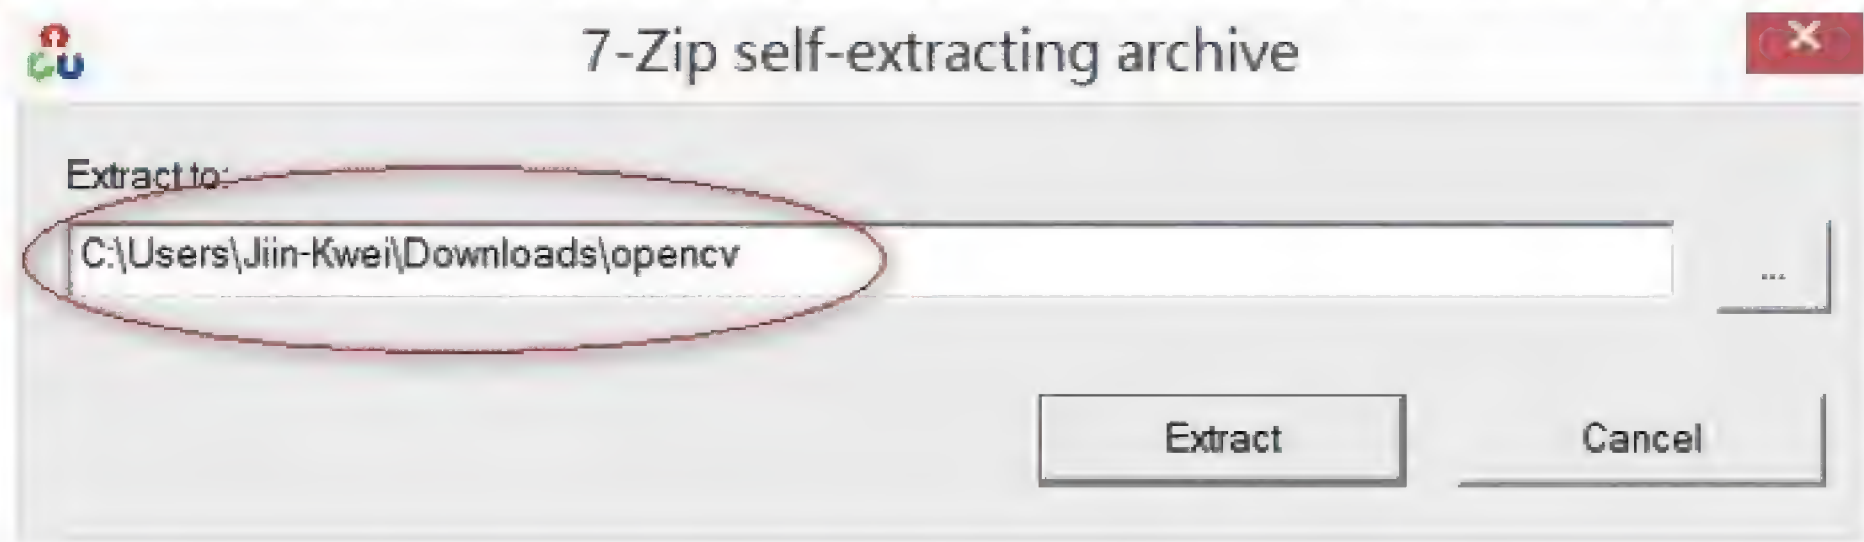 7-Zip self-extracting archive
Extract to:
C:\Users\Jiin-Kwei\Downloads\opencv
...
Extract
Cancel